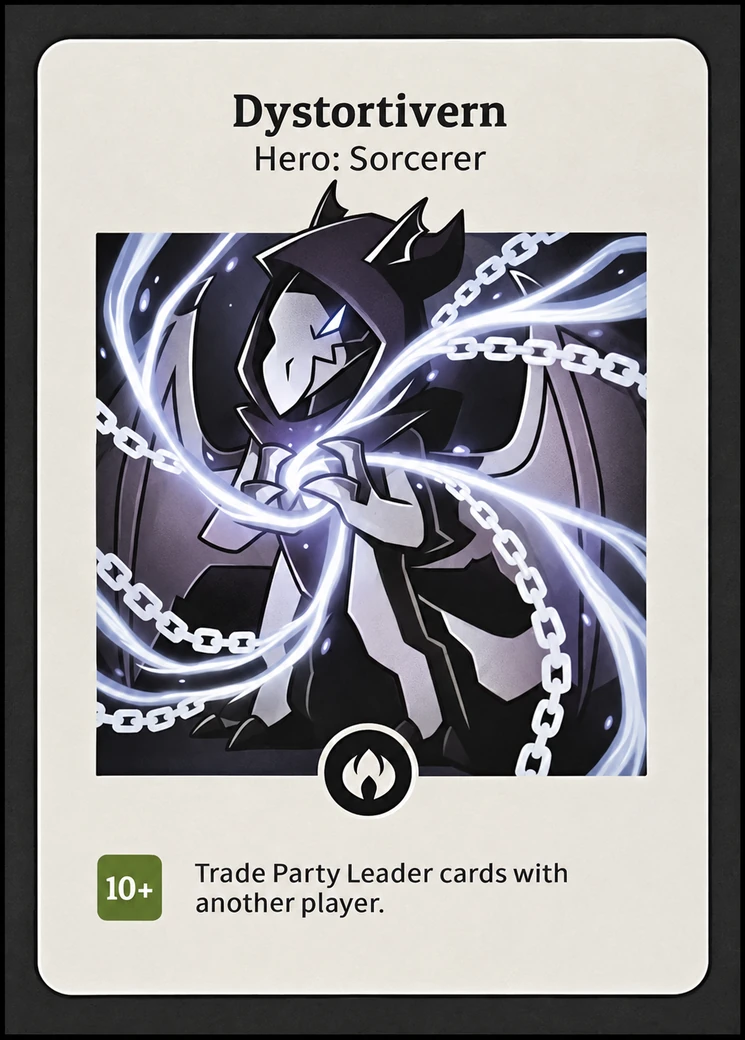 Dystortivern
Hero: Sorcerer
10+
Trade Party Leader cards with
another player.